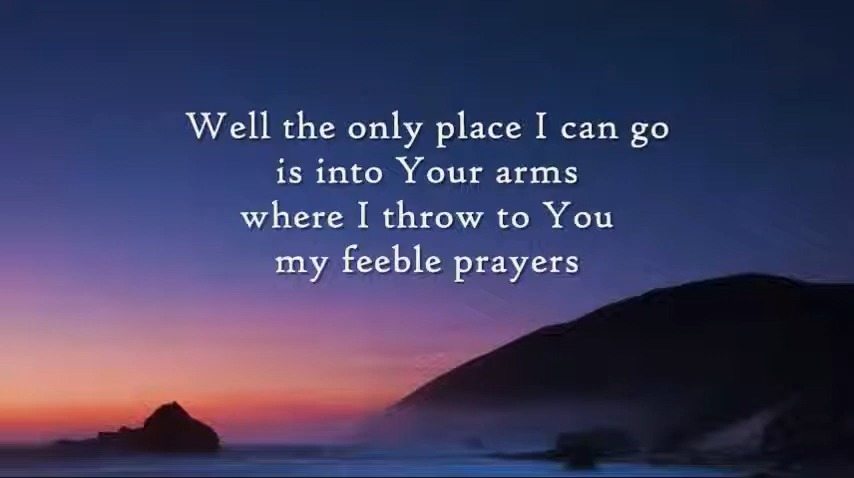 Well the only place I can go
is into Your arms
where I throw to You
my feeble prayers